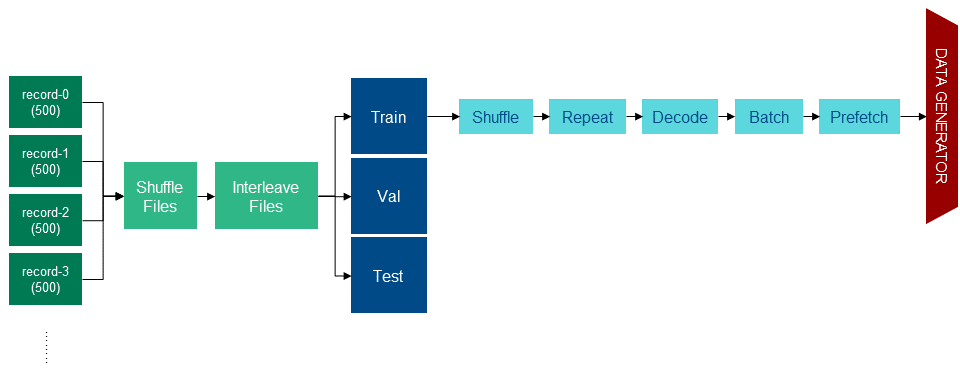 record-0
(500)
record-1
(500)
record-2
(500)
record-3
(500)
Shuffle
Files
Interleave
Files
Train
Val
Test
Shuffle
Repeat
Decode
Batch
Prefetch
DATA GENERATOR